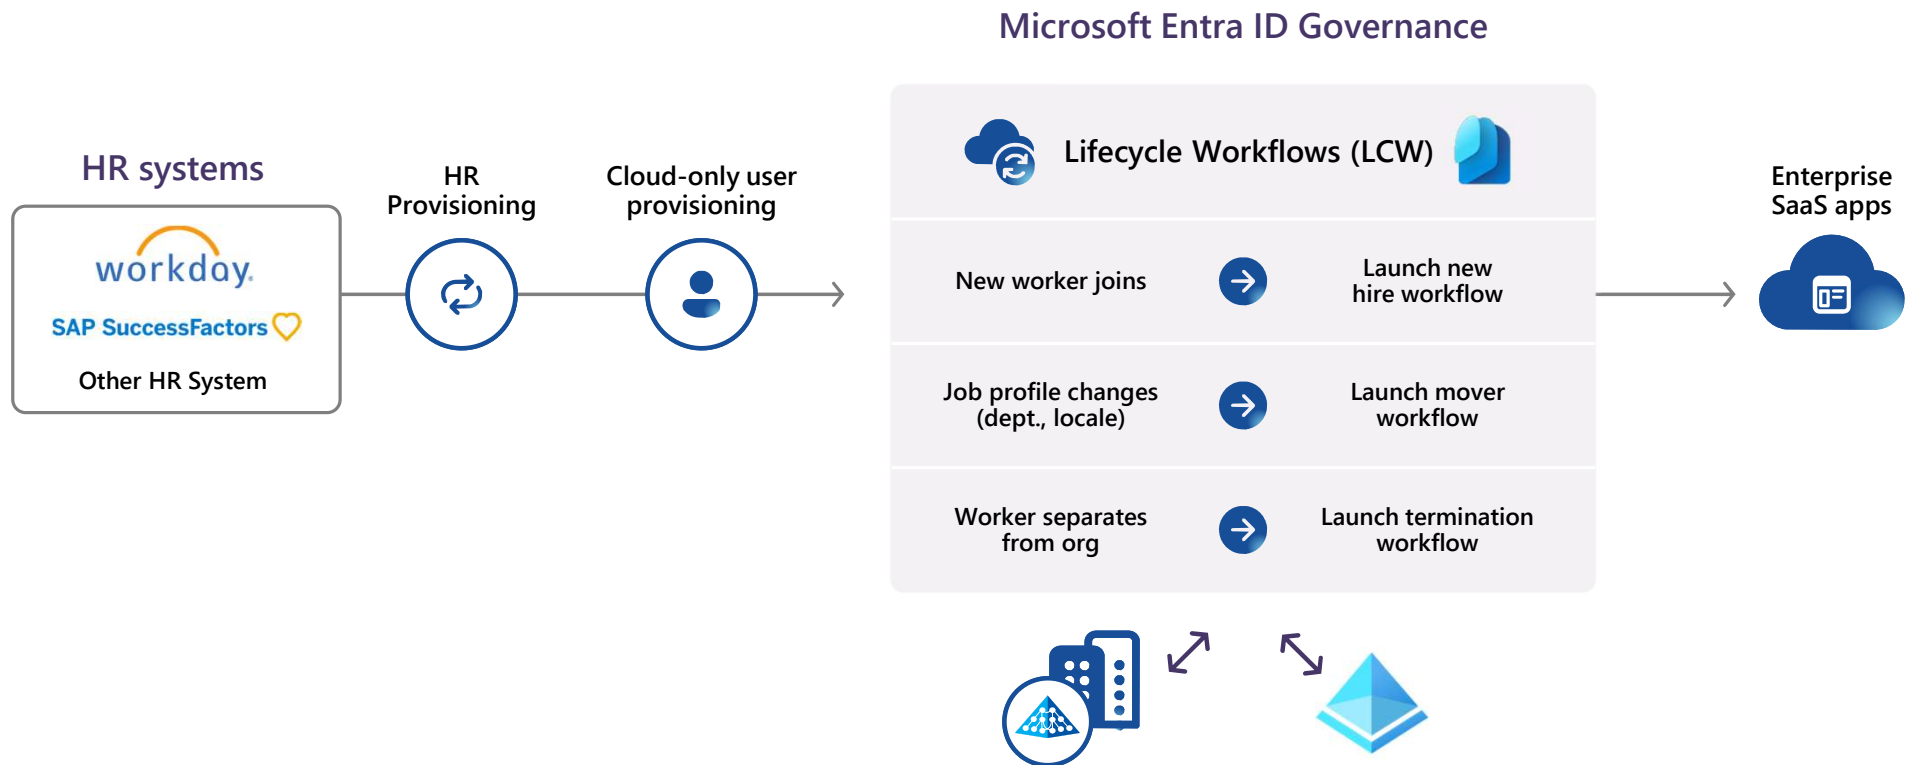 Microsoft Entra ID Governance
HR systems
workday.
SAP SuccessFactors
Other HR System
HR
Provisioning
Cloud-only user
provisioning
Lifecycle Workflows (LCW)
New worker joins
Launch new
hire workflow
Job profile changes
(dept., locale)
Launch mover
workflow
Worker separates
from org
Launch termination
workflow
Enterprise
SaaS apps